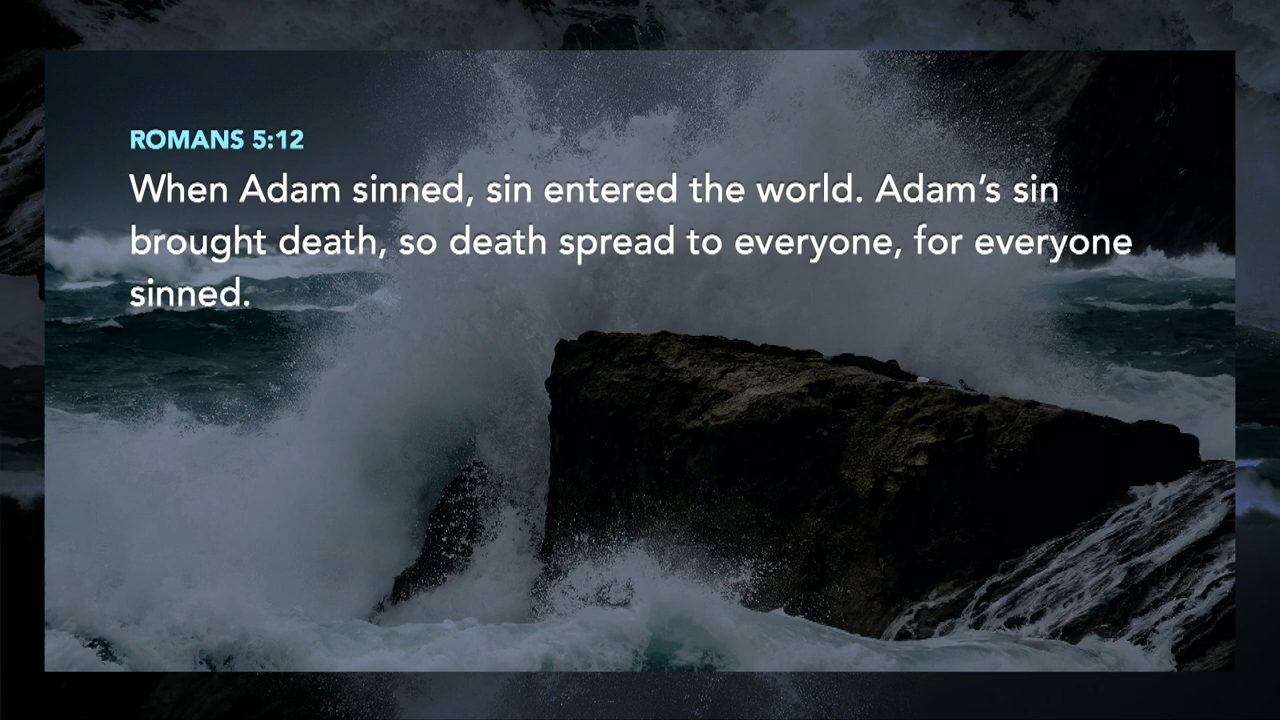 ROMANS 5:12
When Adam sinned, sin entered the world. Adam’s sin
brought death, so death spread to everyone, for everyone
sinned.